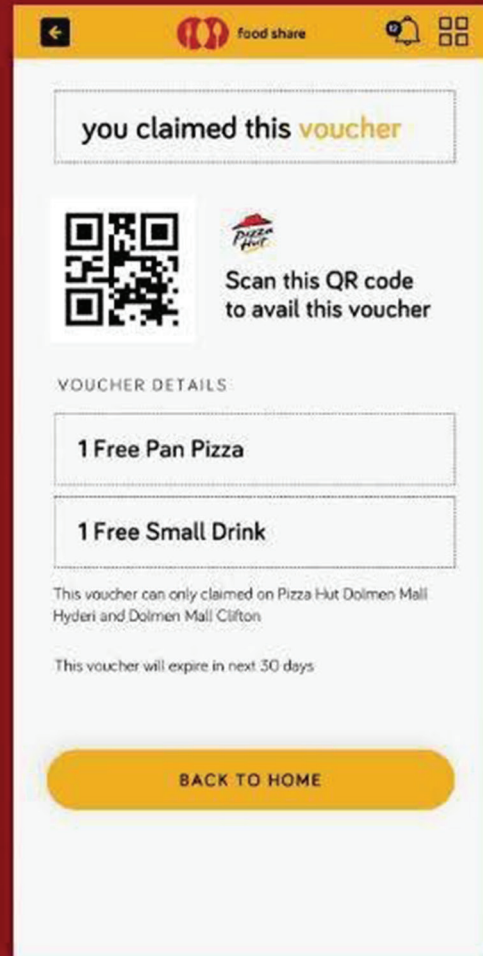 food share
you claimed this voucher
Pizza
Hut
Scan this QR code
to avail this voucher
VOUCHER DETAILS
1 Free Pan Pizza
1 Free Small Drink
This voucher can only claimed on Pizza Hut Dolmen Mall
Hyderi and Dolmen Mall Clifton
This voucher will expire in next 30 days
BACK TO HOME